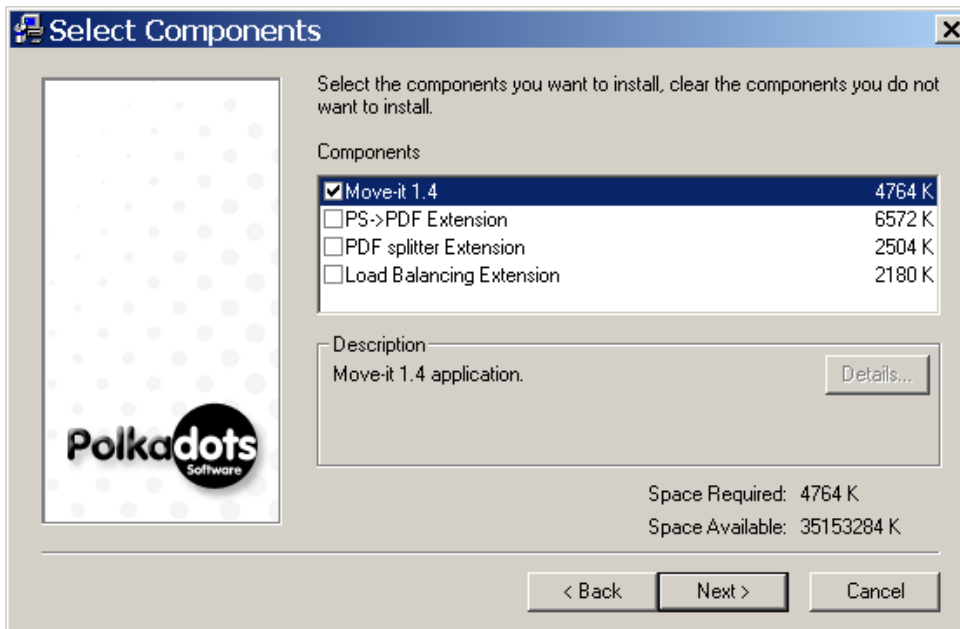 Select Components
Select the components you want to install, clear the components you do not
want to install.
Components
Move-it 1.4 4764 K
PS->PDF Extension 6572 K
PDF splitter Extension 2504 K
Load Balancing Extension 2180 K
Description
Move-it 1.4 application.
Details...
Polkadots
Software
Space Required: 4764 K
Space Available: 35153284 K
< Back Next > Cancel